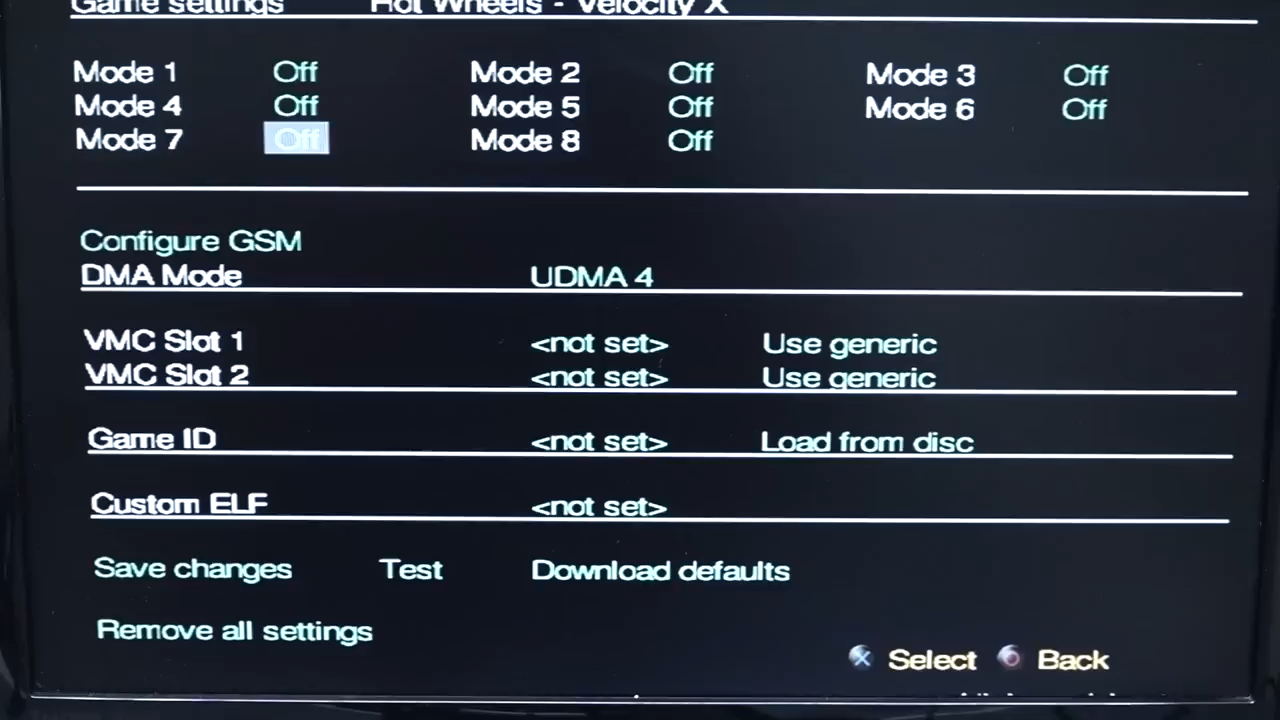 Game settings Hot Wheels - Velocity X
Mode 1 Off Mode 2 Off Mode 3 Off
Mode 4 Off Mode 5 Off Mode 6 Off
Mode 7 Off Mode 8 Off
Configure GSM
DMA Mode UDMA 4
VMC Slot 1 <not set> Use generic
VMC Slot 2 <not set> Use generic
Game ID <not set> Load from disc
Custom ELF <not set>
Save changes Test Download defaults
Remove all settings
Select Back